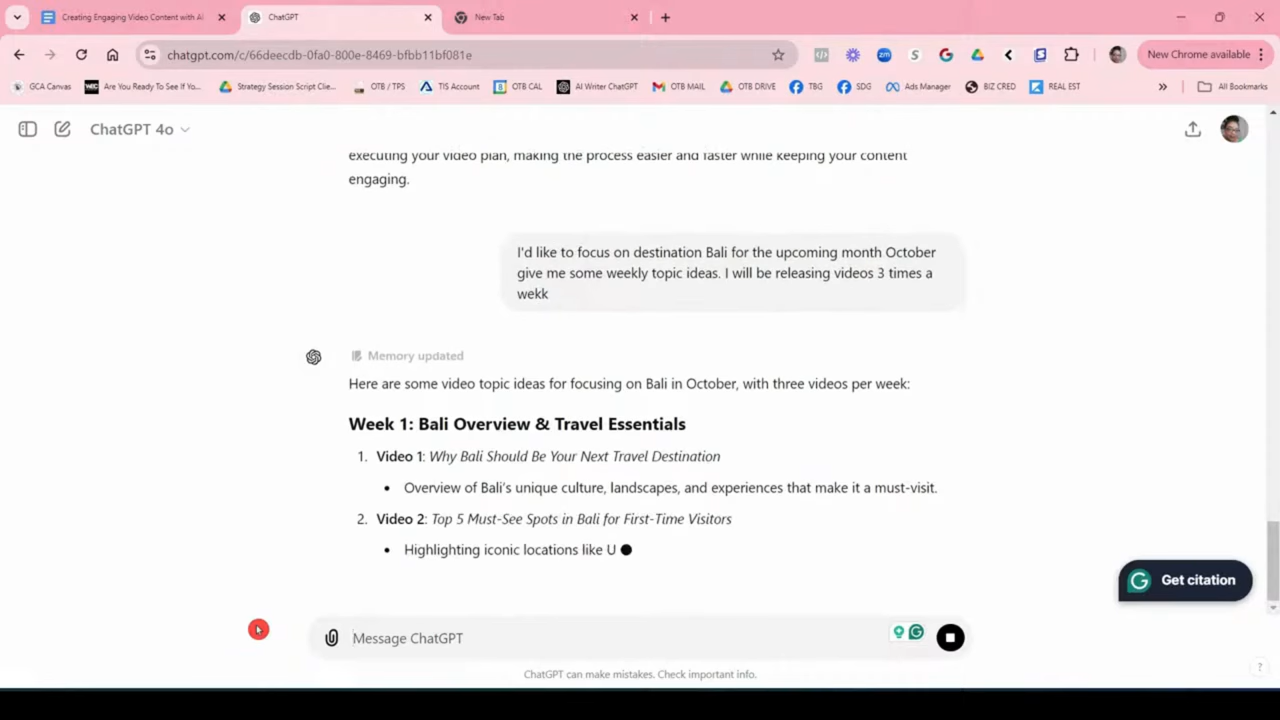 Creating Engaging Video Content with AI
ChatGPT
New Tab
chatgpt.com/c/66deecdb-0fa0-800e-8469-bfbb11bf081e
New Chrome available
GCA Canvas
Are You Ready To See If Yo...
Strategy Session Script Clie...
OTB / TPS
TIS Account
OTB CAL
AI Writer ChatGPT
OTB MAIL
OTB DRIVE
TBG
SDG
Ads Manager
BIZ CRED
REAL EST
All Bookmarks
ChatGPT 4o
executing your video plan, making the process easier and faster while keeping your content
engaging.
I'd like to focus on destination Bali for the upcoming month October
give me some weekly topic ideas. I will be releasing videos 3 times a
wekk
Memory updated
Here are some video topic ideas for focusing on Bali in October, with three videos per week:
Week 1: Bali Overview & Travel Essentials
1. Video 1: Why Bali Should Be Your Next Travel Destination
• Overview of Bali's unique culture, landscapes, and experiences that make it a must-visit.
2. Video 2: Top 5 Must-See Spots in Bali for First-Time Visitors
• Highlighting iconic locations like U
Get citation
Message ChatGPT
ChatGPT can make mistakes. Check important info.
?